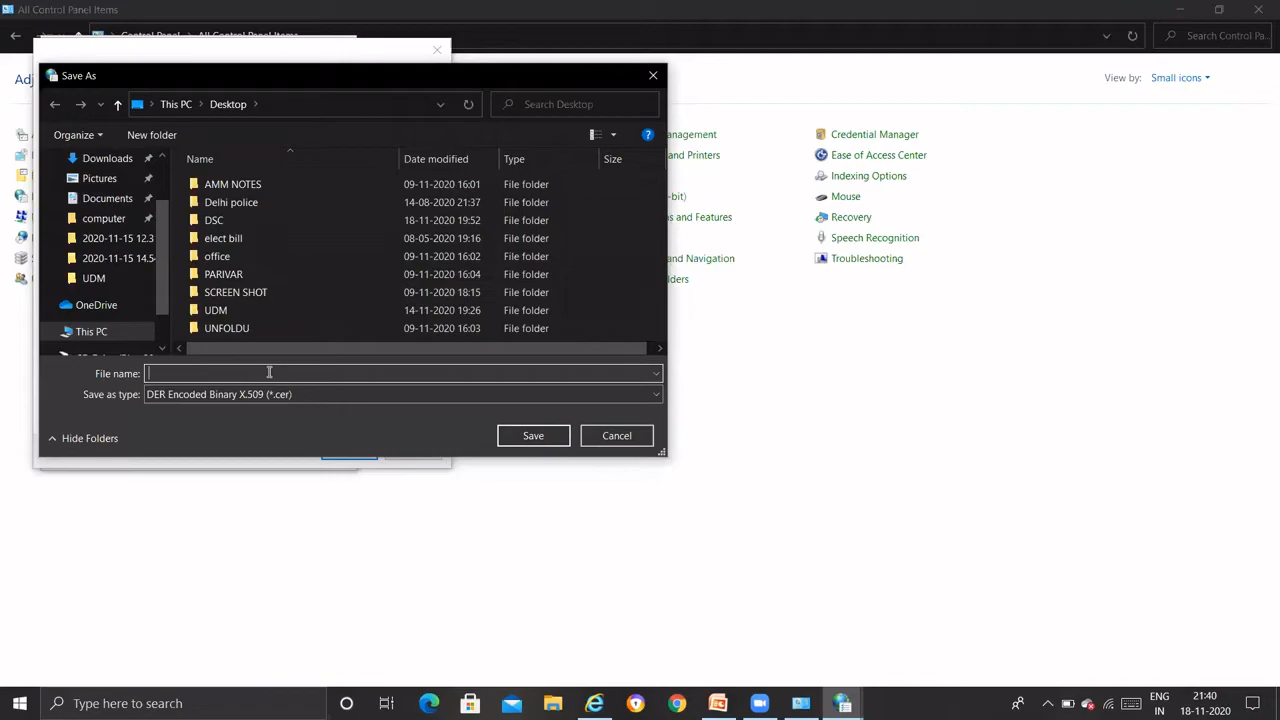 All Control Panel Items
Control Panel All Control Panel Items
Search Control Pa...
Adj
View by: Small icons
Save As
This PC Desktop
Search Desktop
Organize New folder
Name Date modified Type Size
Downloads
Pictures
Documents
computer
2020-11-15 12.3
2020-11-15 14.5
UDM
OneDrive
This PC
AMM NOTES 09-11-2020 16:01 File folder
Delhi police 14-08-2020 21:37 File folder
DSC 18-11-2020 19:52 File folder
elect bill 08-05-2020 19:16 File folder
office 09-11-2020 16:02 File folder
PARIVAR 09-11-2020 16:04 File folder
SCREEN SHOT 09-11-2020 18:15 File folder
UDM 14-11-2020 19:26 File folder
UNFOLDU 09-11-2020 16:03 File folder
File name:
Save as type: DER Encoded Binary X.509 (*.cer)
Hide Folders
Save Cancel
anagement
and Printers
-bit)
s and Features
and Navigation
ders
Credential Manager
Ease of Access Center
Indexing Options
Mouse
Recovery
Speech Recognition
Troubleshooting
Type here to search
ENG
IN
21:40
18-11-2020